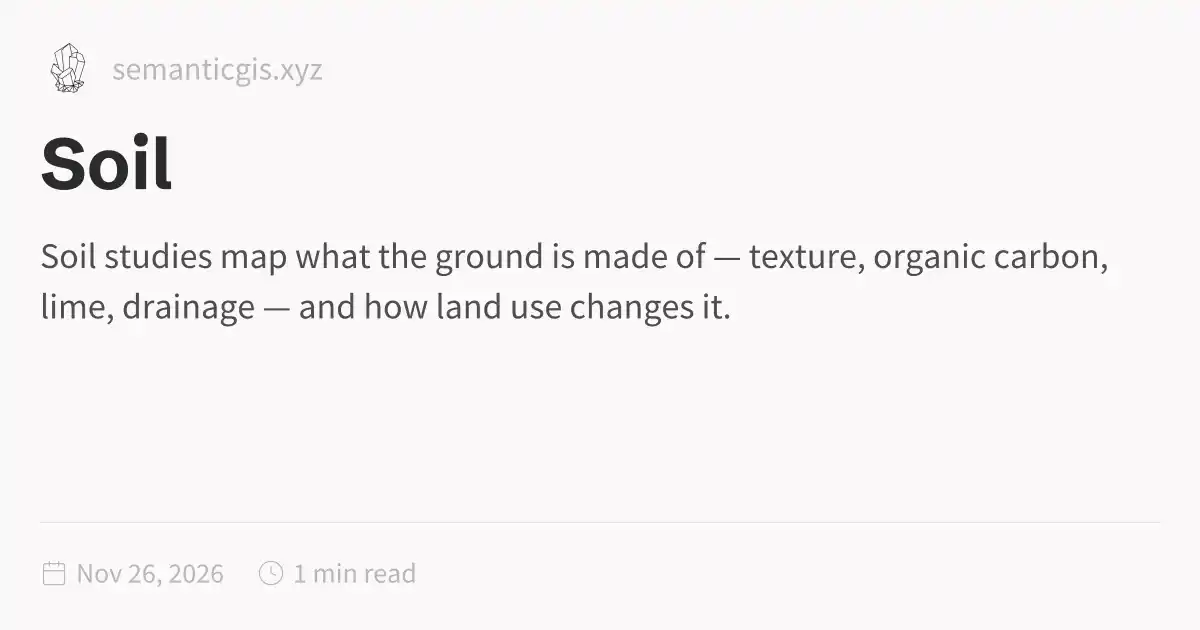 semanticgis.xyz
Soil
Soil studies map what the ground is made of — texture, organic carbon,
lime, drainage — and how land use changes it.
Nov 26, 2026 1 min read